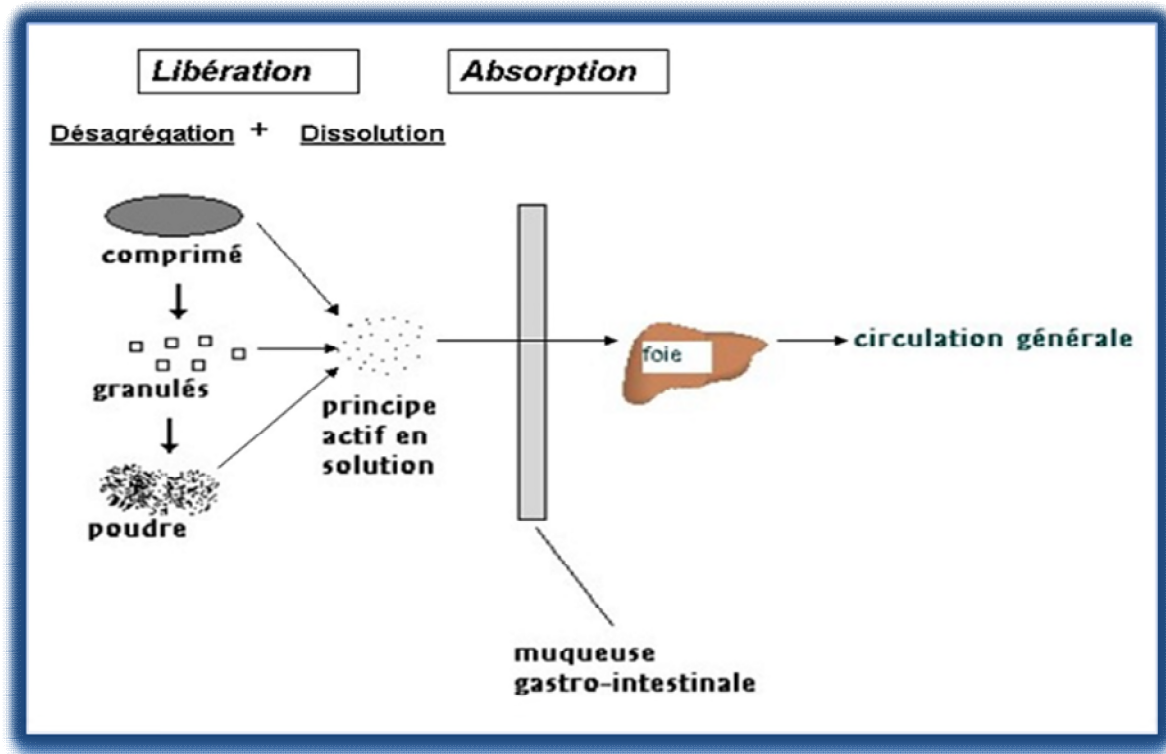 Libération
Absorption
Désagrégation + Dissolution
comprimé
granulés
poudre
principe
actif en
solution
foie
circulation générale
muqueuse
gastro-intestinale